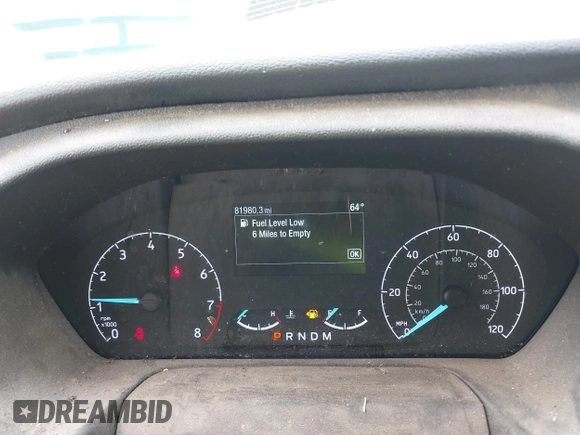 81980.3 mi 64°
Fuel Level Low
6 Miles to Empty
OK
0 1 2 3 4 5 6 7 8
rpm
x1000
H
F
P R N D M
0 20 40 60 80 100 120
MPH
km/h
DREAMBID